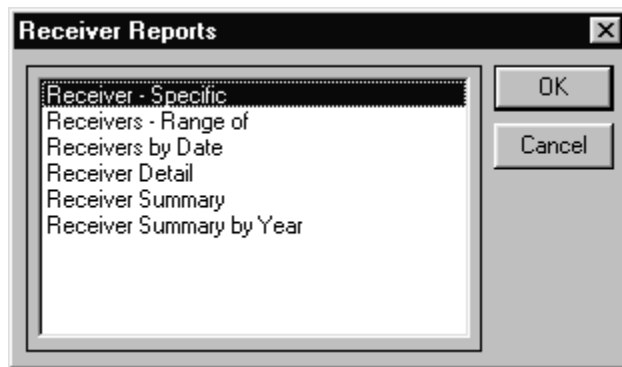 Receiver Reports
Receiver - Specific
Receivers - Range of
Receivers by Date
Receiver Detail
Receiver Summary
Receiver Summary by Year
OK
Cancel